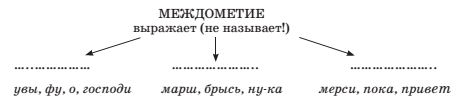 МЕЖДОМЕТИЕ
выражает (не называет!)
…..…………… ………………….. …………………..
увы, фу, о, господи марш, брысь, ну-ка мерси, пока, привет